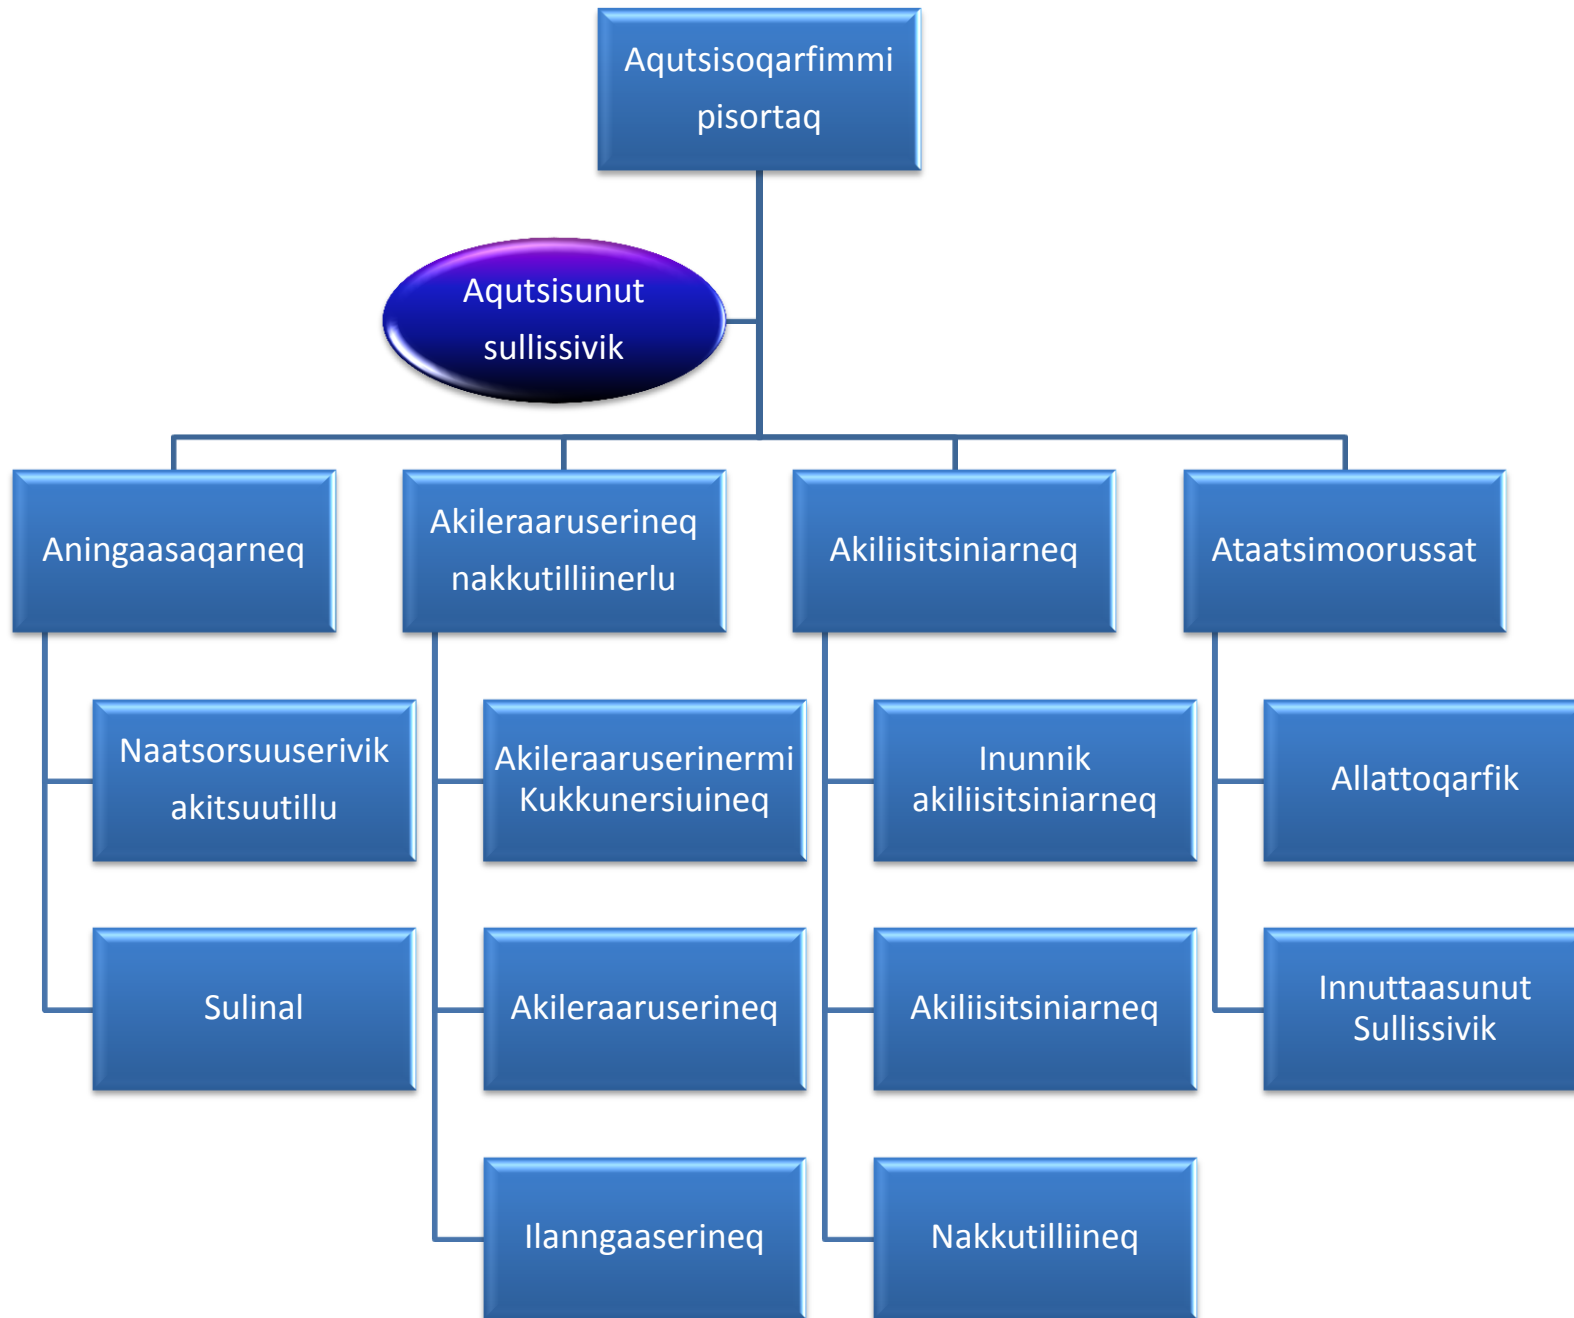 Aqutsisoqarfimmi
pisortaq
Aqutsisunut
sullissivik
Aningaasaqarneq
Akileraaruserineq
nakkutilliinerlu
Akiliisitsiniarneq
Ataatsimoorussat
Naatsorsuuserivik
akitsuutillu
Akileraaruserinermi
Kukkunersiuineq
Inunnik
akiliisitsiniarneq
Allattoqarfik
Sulinal
Akileraaruserineq
Akiliisitsiniarneq
Innuttaasunut
Sullissivik
Ilanngaaserineq
Nakkutilliineq